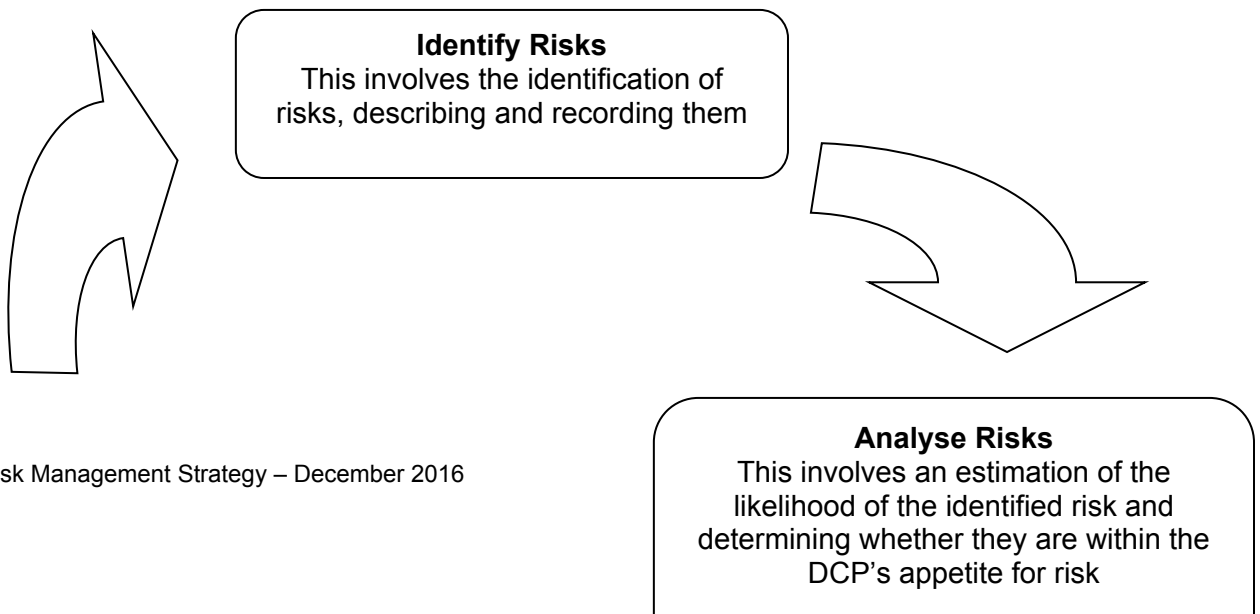 Identify Risks
This involves the identification of
risks, describing and recording them
sk Management Strategy – December 2016
Analyse Risks
This involves an estimation of the
likelihood of the identified risk and
determining whether they are within the
DCP’s appetite for risk